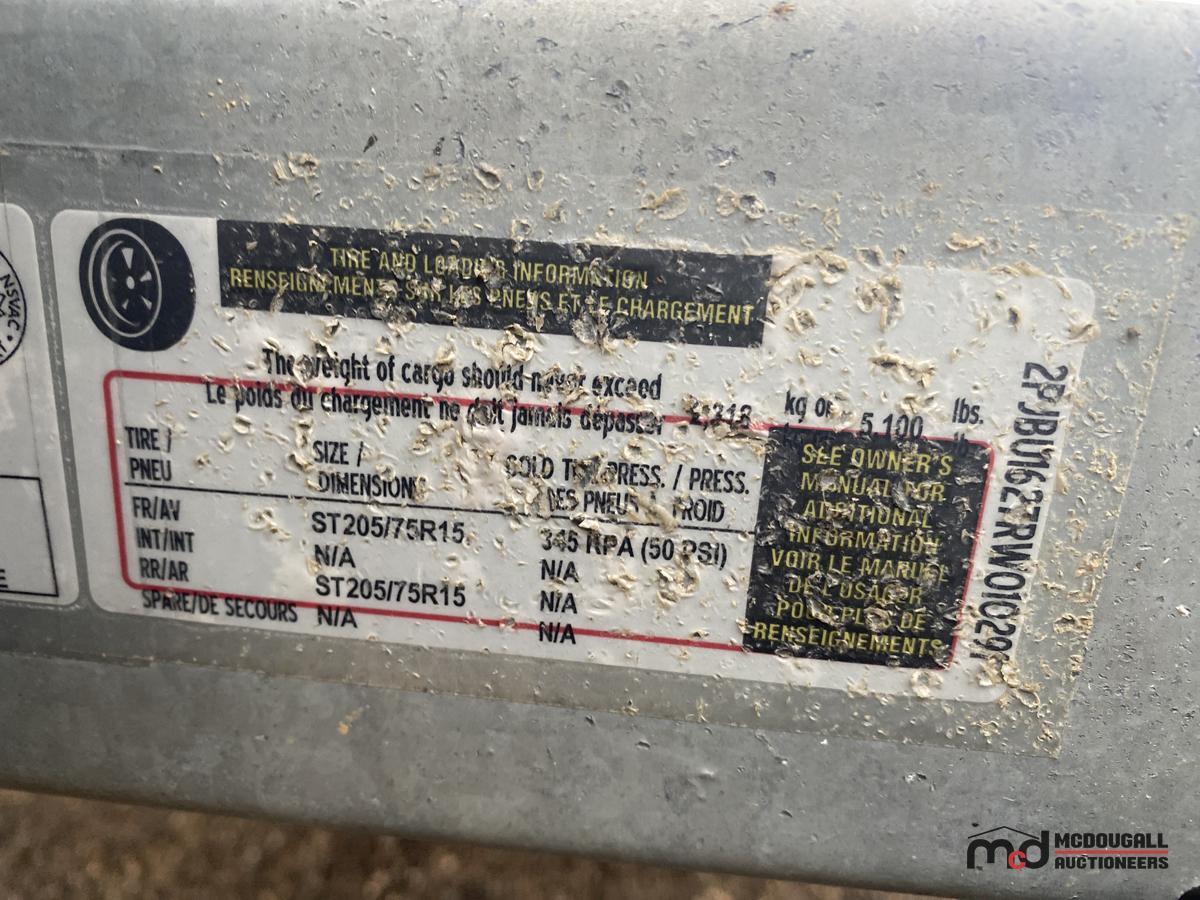 NSVAC
TIRE AND LOADING INFORMATION
RENSEIGNEMENTS SUR LES PNEUS ET LE CHARGEMENT
The weight of cargo should never exceed
Le poids du chargement ne doit jamais dépasser
kg or 5,100 lbs.
TIRE / PNEU
SIZE / DIMENSIONS
COLD TIRE PRESS. / PRESS. DES PNEUS À FROID
FR/AV ST205/75R15 345 KPA (50 PSI)
INT/INT N/A N/A
RR/AR ST205/75R15 N/A
SPARE/DE SECOURS N/A N/A
SEE OWNER'S
MANUAL FOR
ADDITIONAL
INFORMATION
VOIR LE MANUEL
DE L'USAGER
POUR PLUS DE
RENSEIGNEMENTS
mcd MCDOUGALL
AUCTIONEERS